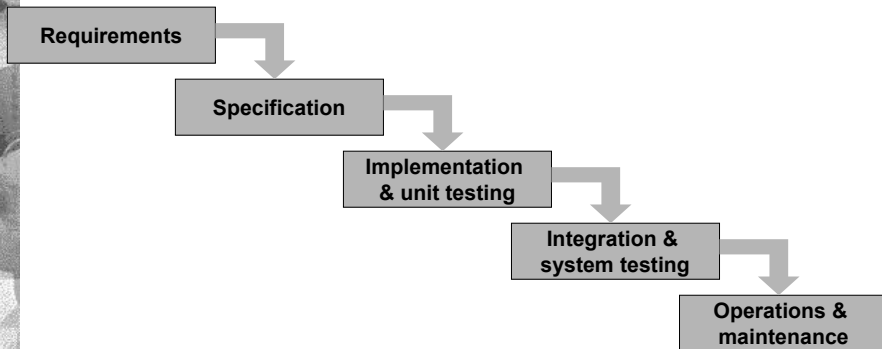 Requirements
Specification
Implementation
& unit testing
Integration &
system testing
Operations &
maintenance